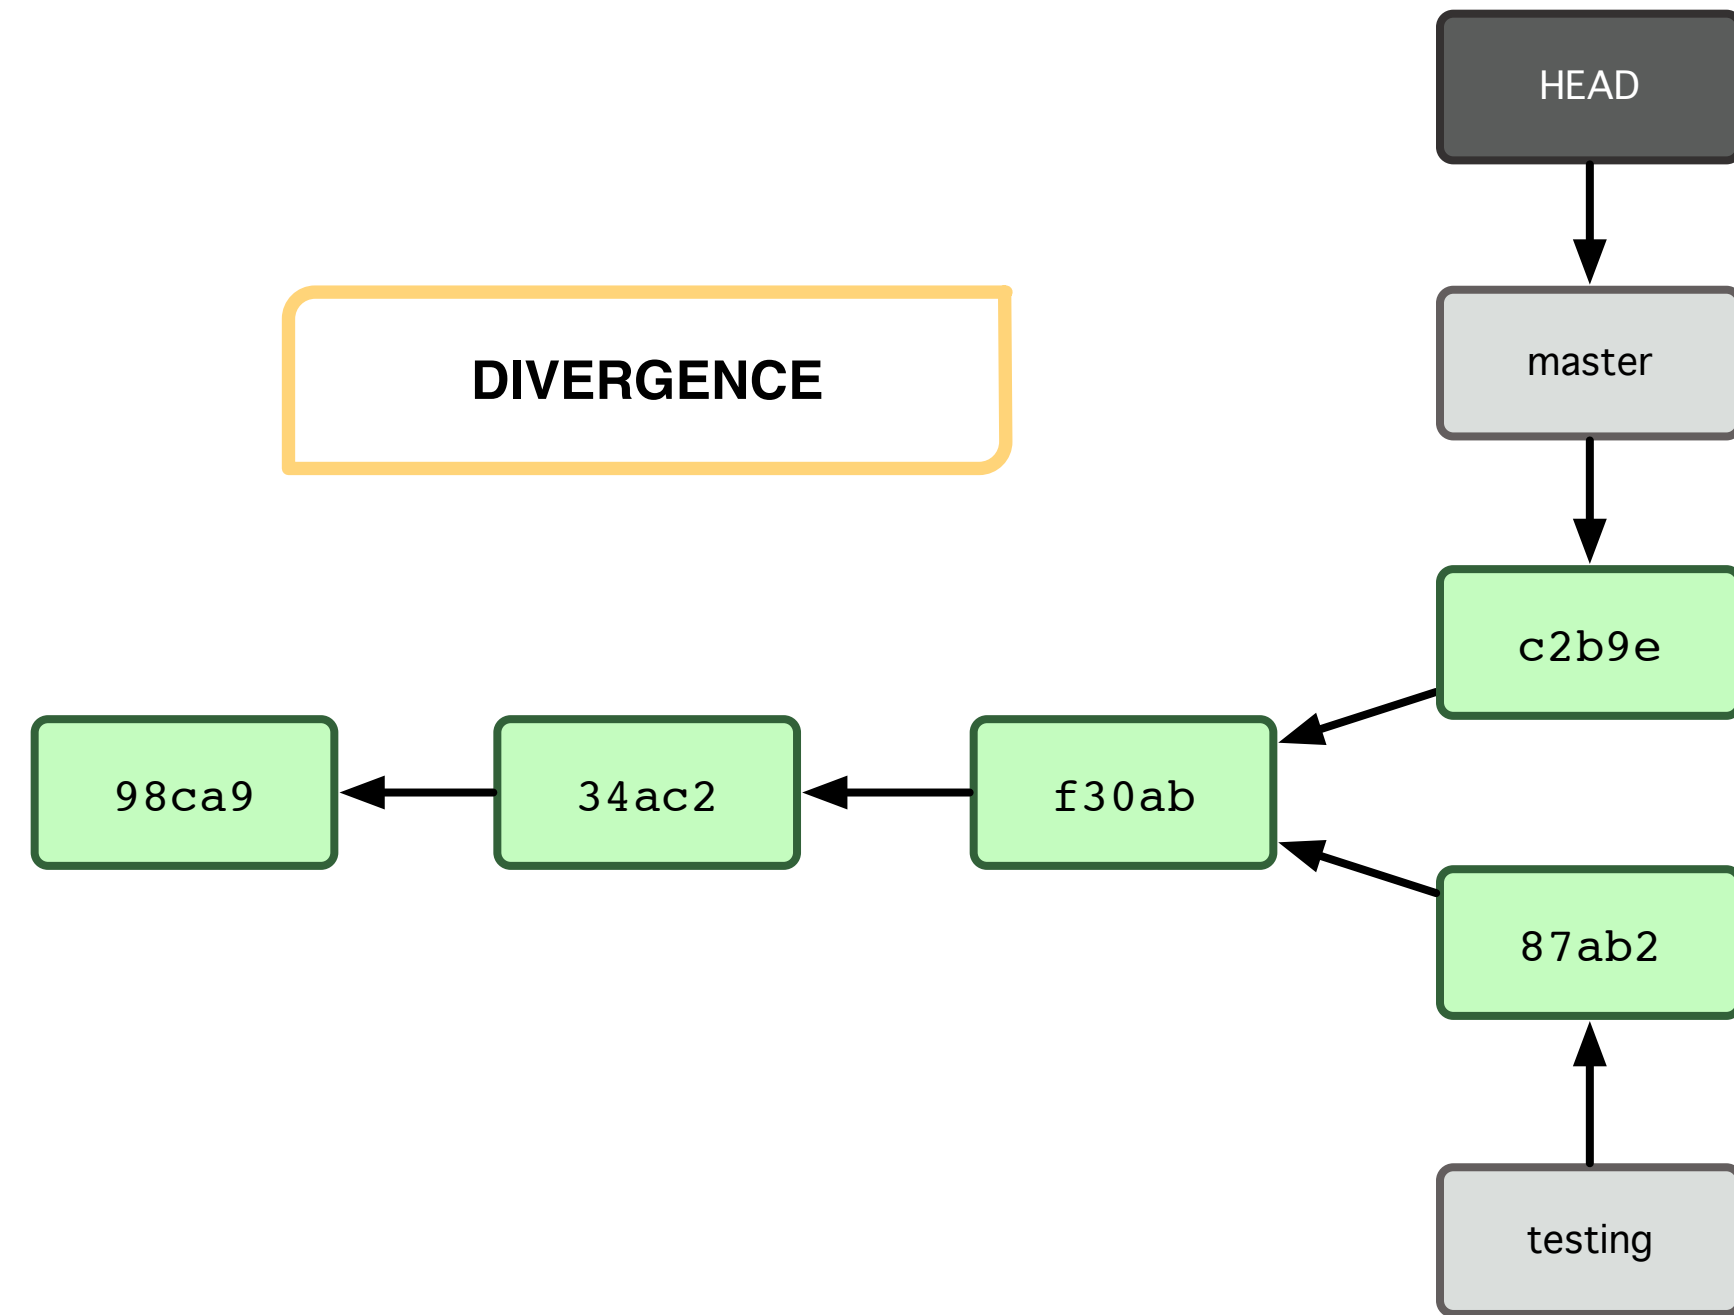 HEAD
DIVERGENCE
master
c2b9e
98ca9
34ac2
f30ab
87ab2
testing